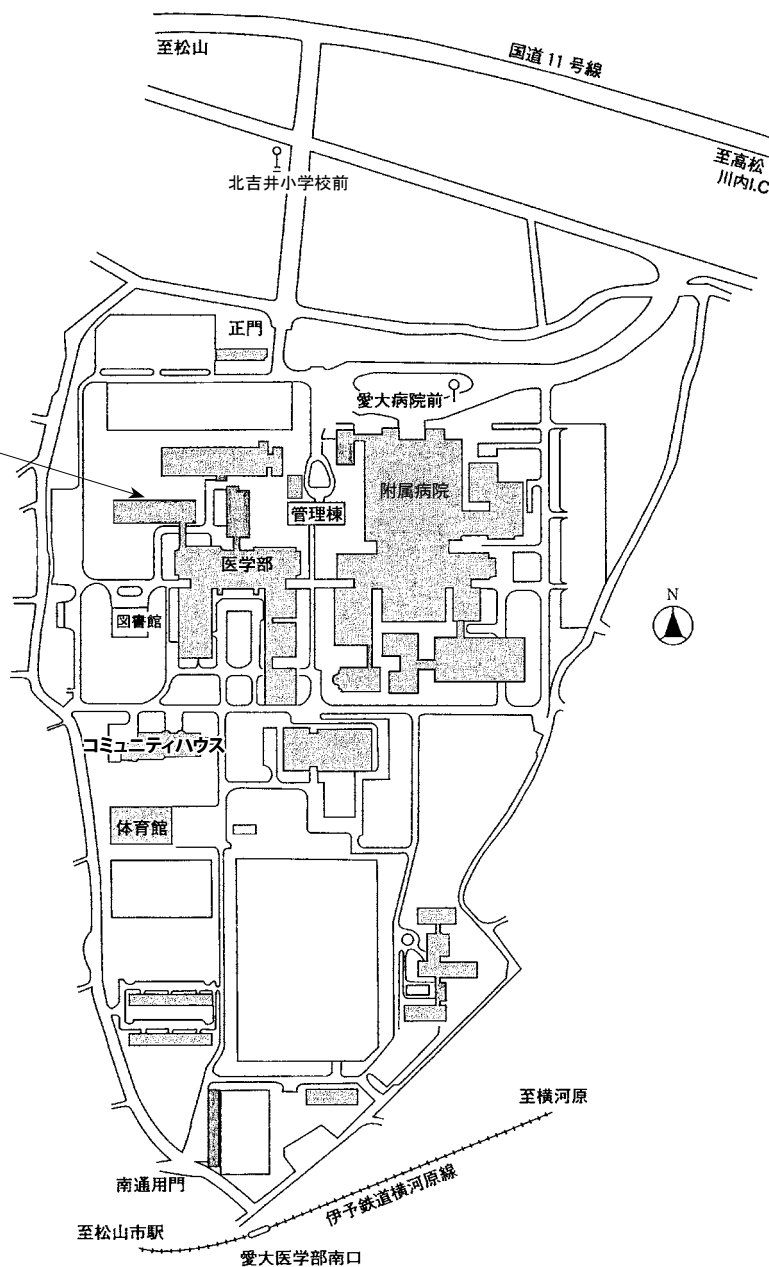 至松山
国道11号線
至高松
川内I.C
北吉井小学校前
正門
愛大病院前
附属病院
管理棟
医学部
図書館
N
コミュニティハウス
体育館
至横河原
南通用門
伊予鉄道横河原線
至松山市駅
愛大医学部南口